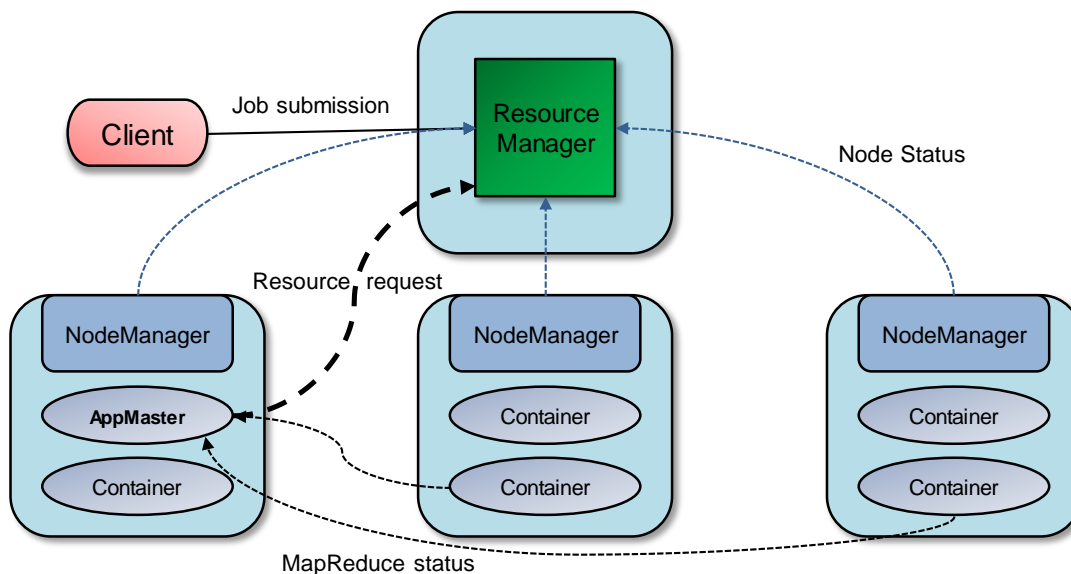 Job submission
Client
Resource
Manager
Node Status
Resource request
NodeManager
NodeManager
NodeManager
AppMaster
Container
Container
Container
Container
Container
MapReduce status